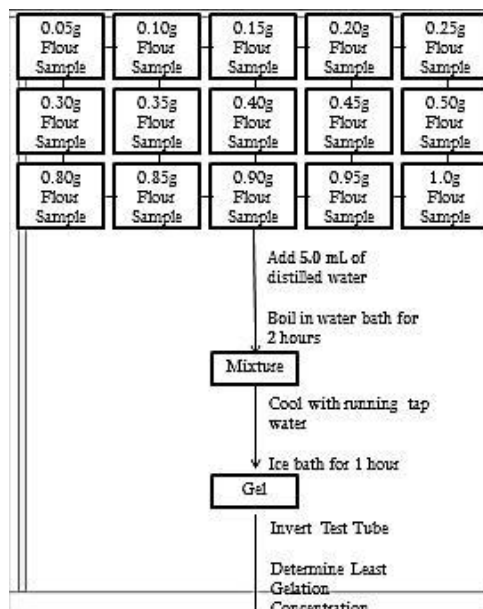 0.05g
Flour
Sample
0.10g
Flour
Sample
0.15g
Flour
Sample
0.20g
Flour
Sample
0.25g
Flour
Sample
0.30g
Flour
Sample
0.35g
Flour
Sample
0.40g
Flour
Sample
0.45g
Flour
Sample
0.50g
Flour
Sample
0.80g
Flour
Sample
0.85g
Flour
Sample
0.90g
Flour
Sample
0.95g
Flour
Sample
1.0g
Flour
Sample
Add 5.0 mL of
distilled water
Boil in water bath for
2 hours
Mixture
Cool with running tap
water
Ice bath for 1 hour
Gel
Invert Test Tube
Determine Least
Gelation
Concentration